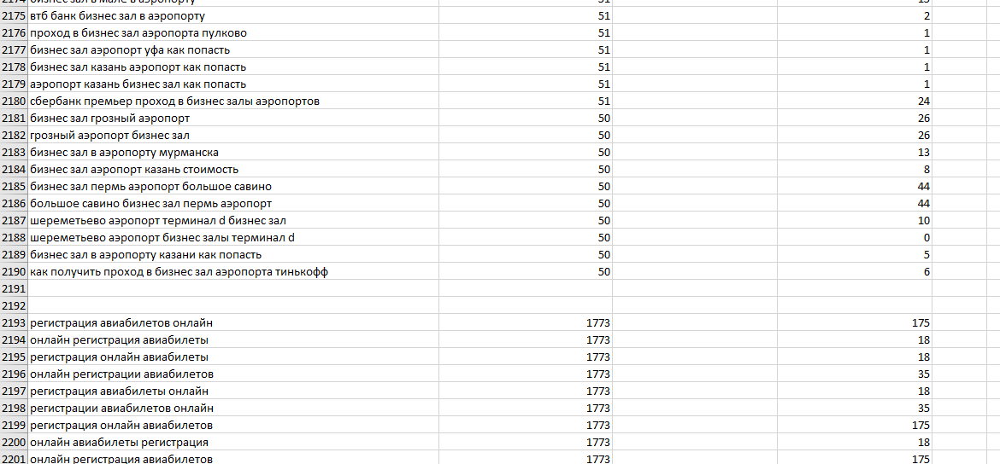 2174 бизнес зал в мале в аэропорту 51 13
2175 втб банк бизнес зал в аэропорту 51 2
2176 проход в бизнес зал аэропорта пулково 51 1
2177 бизнес зал аэропорт уфа как попасть 51 1
2178 бизнес зал казань аэропорт как попасть 51 1
2179 аэропорт казань бизнес зал как попасть 51 1
2180 сбербанк премьер проход в бизнес залы аэропортов 51 24
2181 бизнес зал грозный аэропорт 50 26
2182 грозный аэропорт бизнес зал 50 26
2183 бизнес зал в аэропорту мурманска 50 13
2184 бизнес зал аэропорт казань стоимость 50 8
2185 бизнес зал пермь аэропорт большое савино 50 44
2186 большое савино бизнес зал пермь аэропорт 50 44
2187 шереметьево аэропорт терминал d бизнес зал 50 10
2188 шереметьево аэропорт бизнес залы терминал d 50 0
2189 бизнес зал в аэропорту казани как попасть 50 5
2190 как получить проход в бизнес зал аэропорта тинькофф 50 6
2191
2192
2193 регистрация авиабилетов онлайн 1773 175
2194 онлайн регистрация авиабилеты 1773 18
2195 регистрация онлайн авиабилеты 1773 18
2196 онлайн регистрации авиабилетов 1773 35
2197 регистрация авиабилеты онлайн 1773 18
2198 регистрации авиабилетов онлайн 1773 35
2199 регистрация онлайн авиабилетов 1773 175
2200 онлайн авиабилеты регистрация 1773 18
2201 онлайн регистрация авиабилетов 1773 175